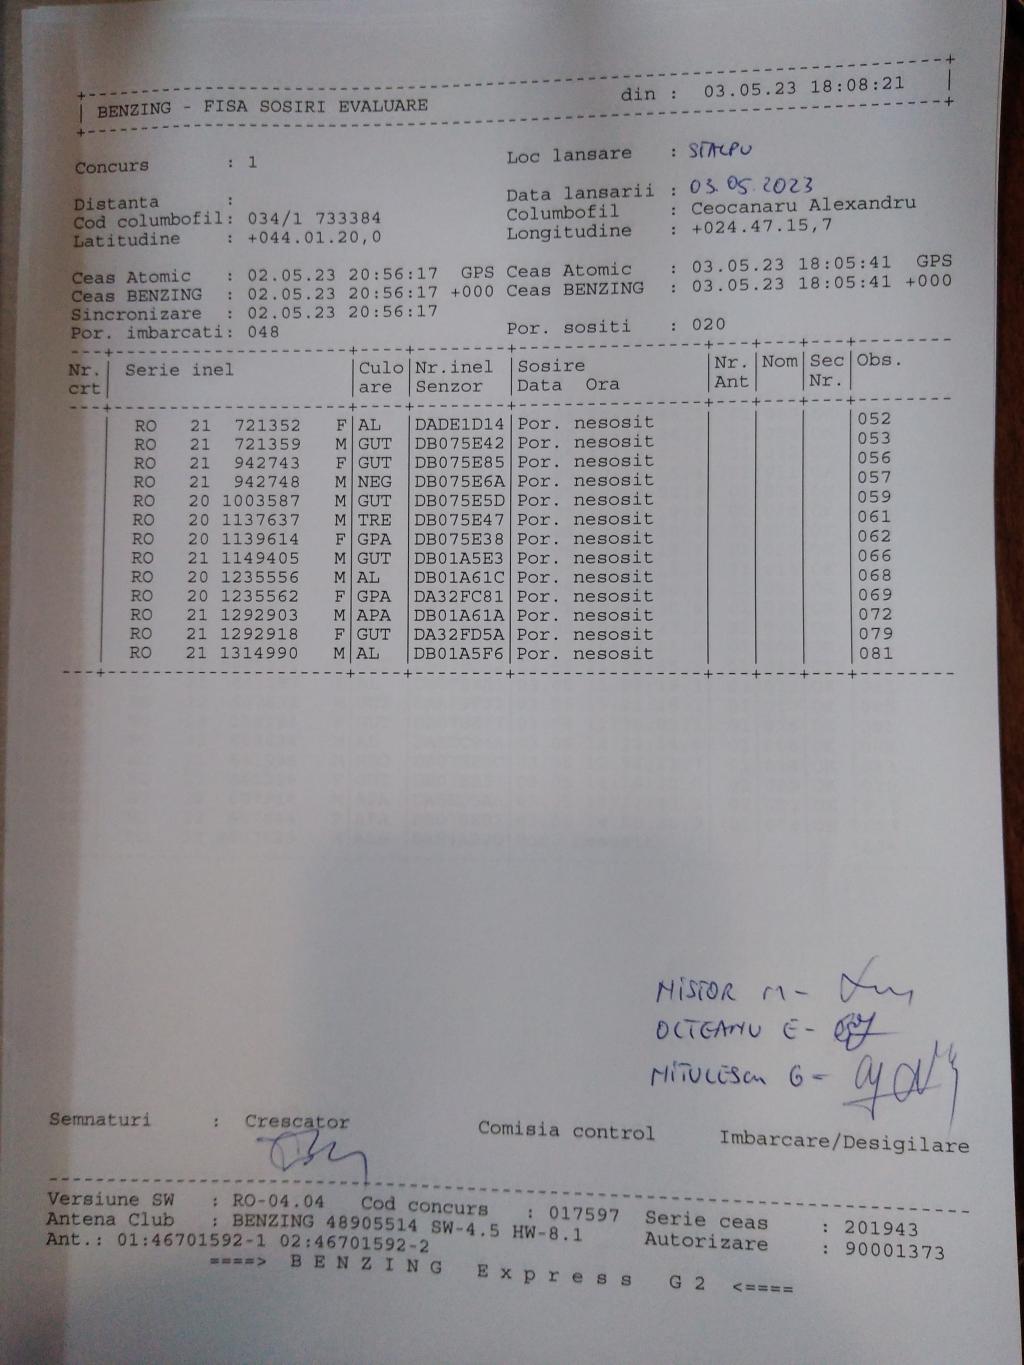 BENZING - FISA SOSIRI EVALUARE din : 03.05.23 18:08:21
Concurs : 1 Loc lansare : STALPU
Distanta : Data lansarii : 03.05.2023
Cod columbofil: 034/1 733384 Columbofil : Ceocanaru Alexandru
Latitudine : +044.01.20,0 Longitudine : +024.47.15,7
Ceas Atomic : 02.05.23 20:56:17 GPS Ceas Atomic : 03.05.23 18:05:41 GPS
Ceas BENZING : 02.05.23 20:56:17 +000 Ceas BENZING : 03.05.23 18:05:41 +000
Sincronizare : 02.05.23 20:56:17
Por. imbarcati: 048 Por. sositi : 020
Nr. Serie inel Culo Nr.inel Sosire Nr. Nom Sec Obs.
crt are Senzor Data Ora Ant Nr.
RO 21 721352 F AL DADE1D14 Por. nesosit 052
RO 21 721359 M GUT DB075E42 Por. nesosit 053
RO 21 942743 F GUT DB075E85 Por. nesosit 056
RO 21 942748 M NEG DB075E6A Por. nesosit 057
RO 20 1003587 M GUT DB075E5D Por. nesosit 059
RO 20 1137637 M TRE DB075E47 Por. nesosit 061
RO 20 1139614 F GPA DB075E38 Por. nesosit 062
RO 21 1149405 M GUT DB01A5E3 Por. nesosit 066
RO 20 1235556 M AL DB01A61C Por. nesosit 068
RO 20 1235562 F GPA DA32FC81 Por. nesosit 069
RO 21 1292903 M APA DB01A61A Por. nesosit 072
RO 21 1292918 F GUT DA32FD5A Por. nesosit 079
RO 21 1314990 M AL DB01A5F6 Por. nesosit 081
NISTOR M -
OLTEANU E -
MITULESCU G -
Semnaturi : Crescator Comisia control Imbarcare/Desigilare
Versiune SW : RO-04.04 Cod concurs : 017597 Serie ceas : 201943
Antena Club : BENZING 48905514 SW-4.5 HW-8.1 Autorizare : 90001373
Ant.: 01:46701592-1 02:46701592-2
====> B E N Z I N G E x p r e s s G 2 <====